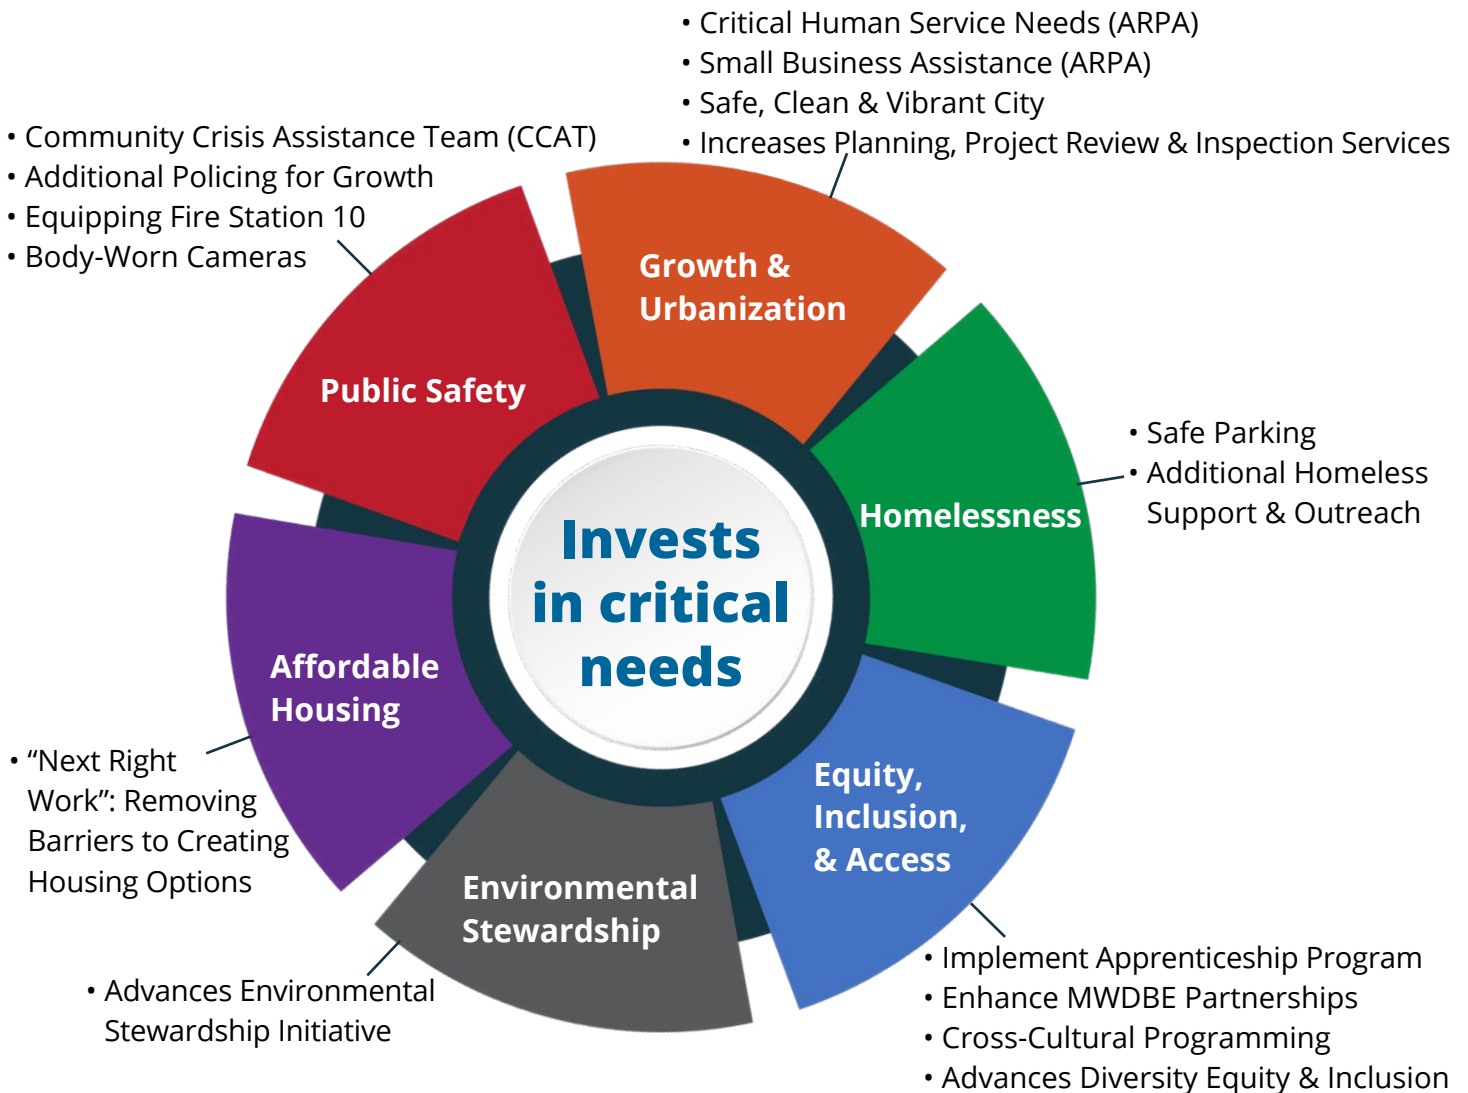 • Critical Human Service Needs (ARPA)
• Small Business Assistance (ARPA)
• Safe, Clean & Vibrant City
• Increases Planning, Project Review & Inspection Services
• Community Crisis Assistance Team (CCAT)
• Additional Policing for Growth
• Equipping Fire Station 10
• Body-Worn Cameras
Growth &
Urbanization
Public Safety
• Safe Parking
• Additional Homeless
Support & Outreach
Homelessness
Invests
in critical
needs
Affordable
Housing
• “Next Right
Work”: Removing
Barriers to Creating
Housing Options
Equity,
Inclusion,
& Access
Environmental
Stewardship
• Advances Environmental
Stewardship Initiative
• Implement Apprenticeship Program
• Enhance MWDBE Partnerships
• Cross-Cultural Programming
• Advances Diversity Equity & Inclusion